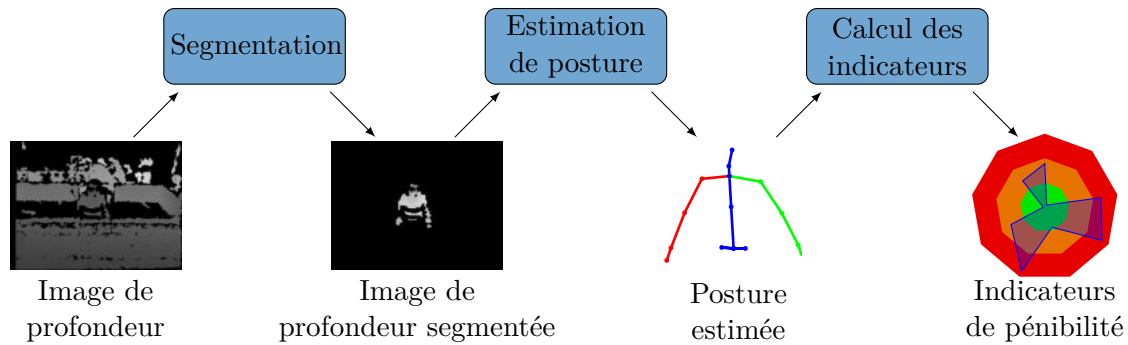 Segmentation
Estimation
de posture
Calcul des
indicateurs
Image de
profondeur
Image de
profondeur segmentée
Posture
estimée
Indicateurs
de pénibilité